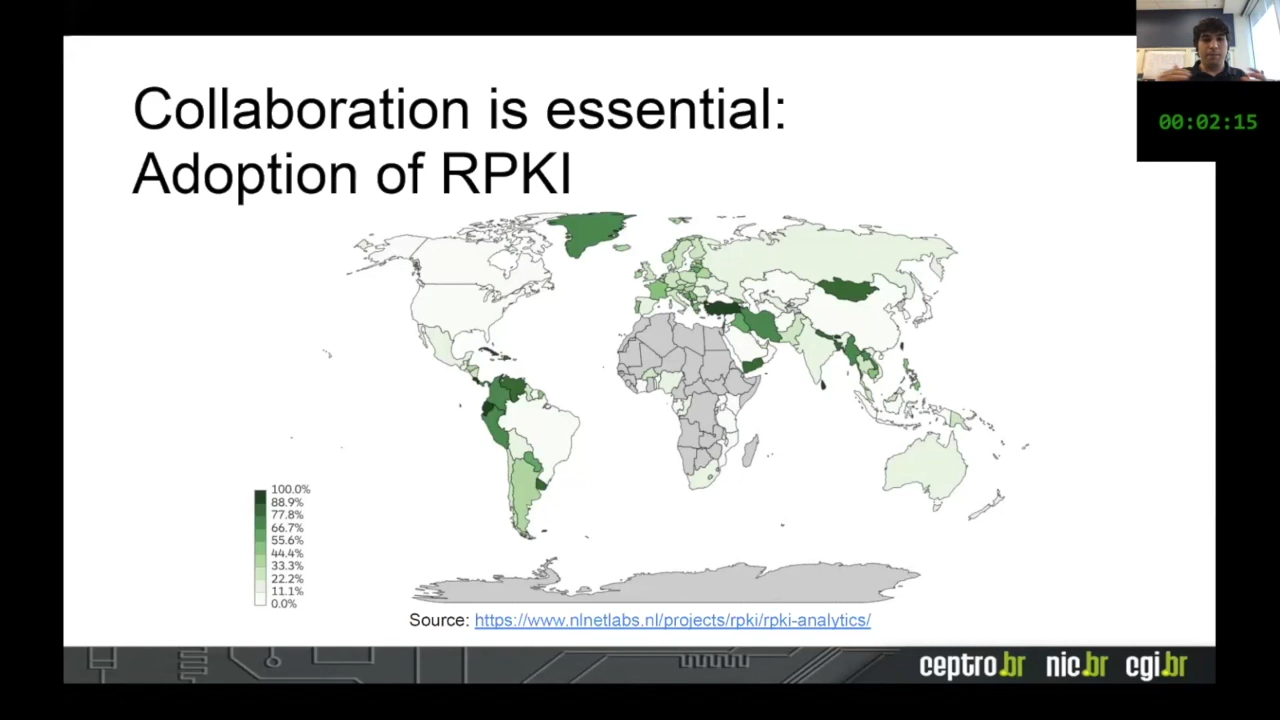 Collaboration is essential:
Adoption of RPKI
00:02:15
100.0%
88.9%
77.8%
66.7%
55.6%
44.4%
33.3%
22.2%
11.1%
0.0%
Source: https://www.nlnetlabs.nl/projects/rpki/rpki-analytics/
ceptro.br nic.br cgi.br